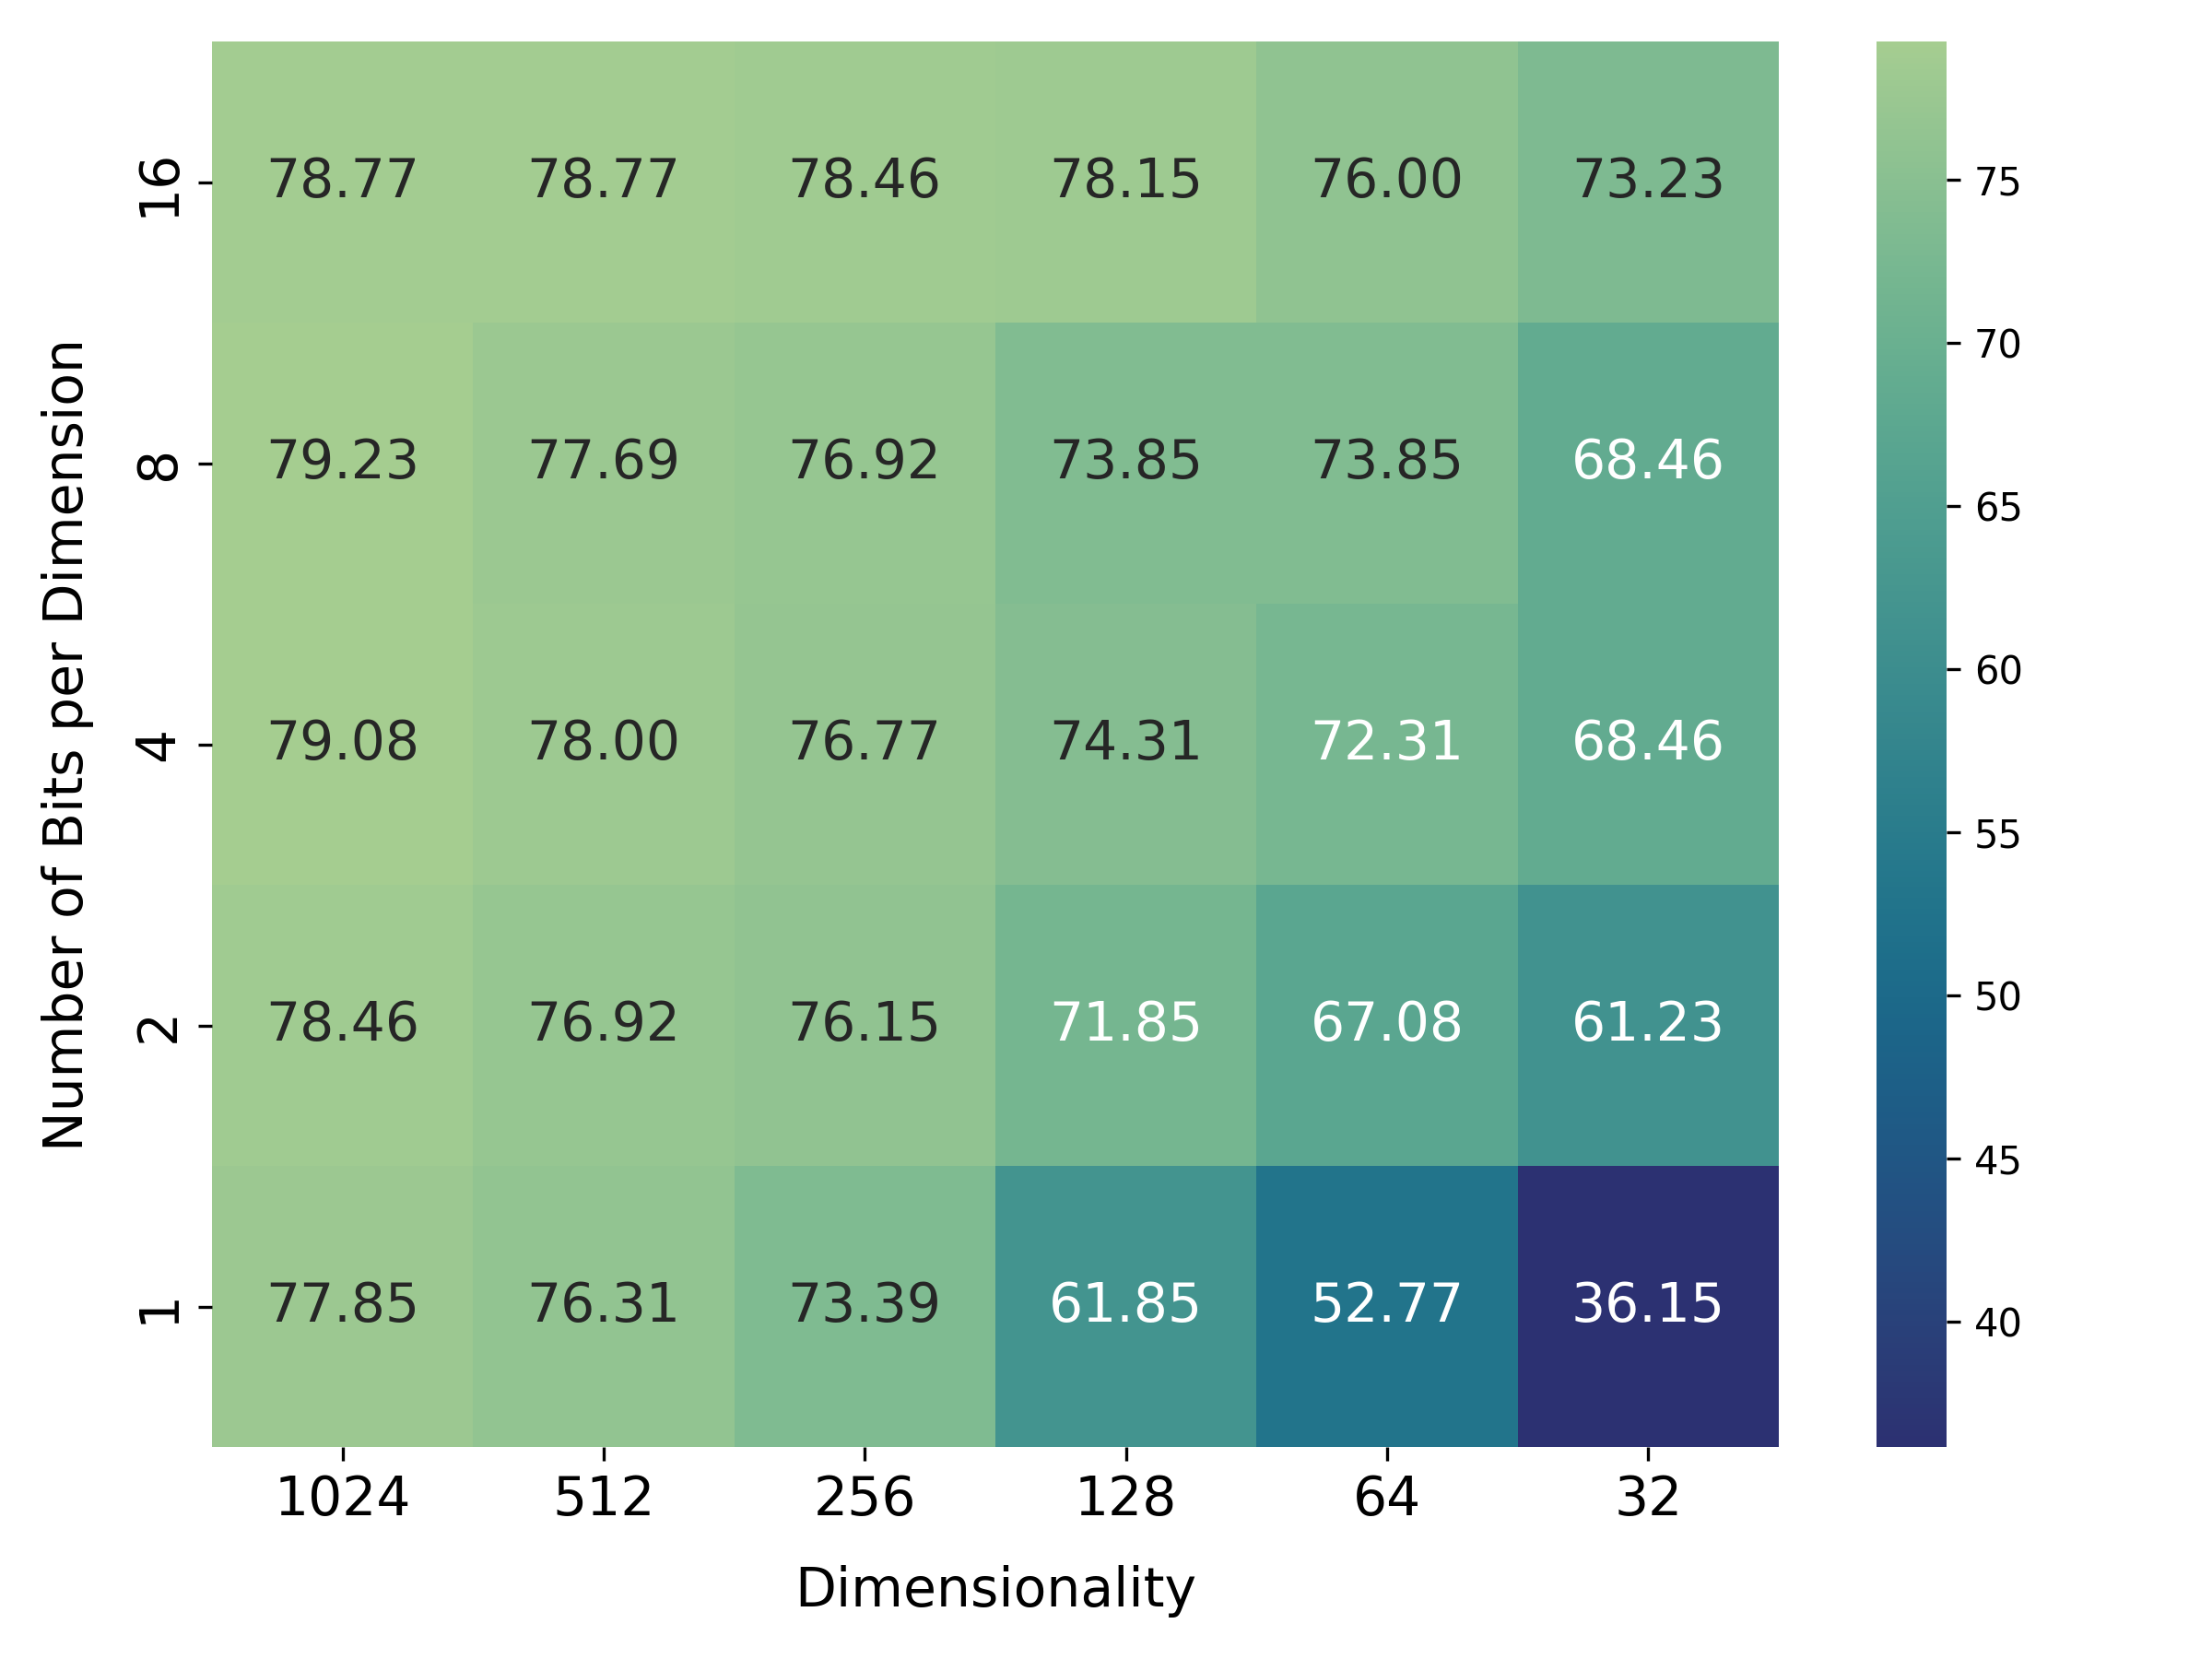 Number of Bits per Dimension
16 78.77 78.77 78.46 78.15 76.00 73.23
8 79.23 77.69 76.92 73.85 73.85 68.46
4 79.08 78.00 76.77 74.31 72.31 68.46
2 78.46 76.92 76.15 71.85 67.08 61.23
1 77.85 76.31 73.39 61.85 52.77 36.15
1024 512 256 128 64 32
Dimensionality
75
70
65
60
55
50
45
40